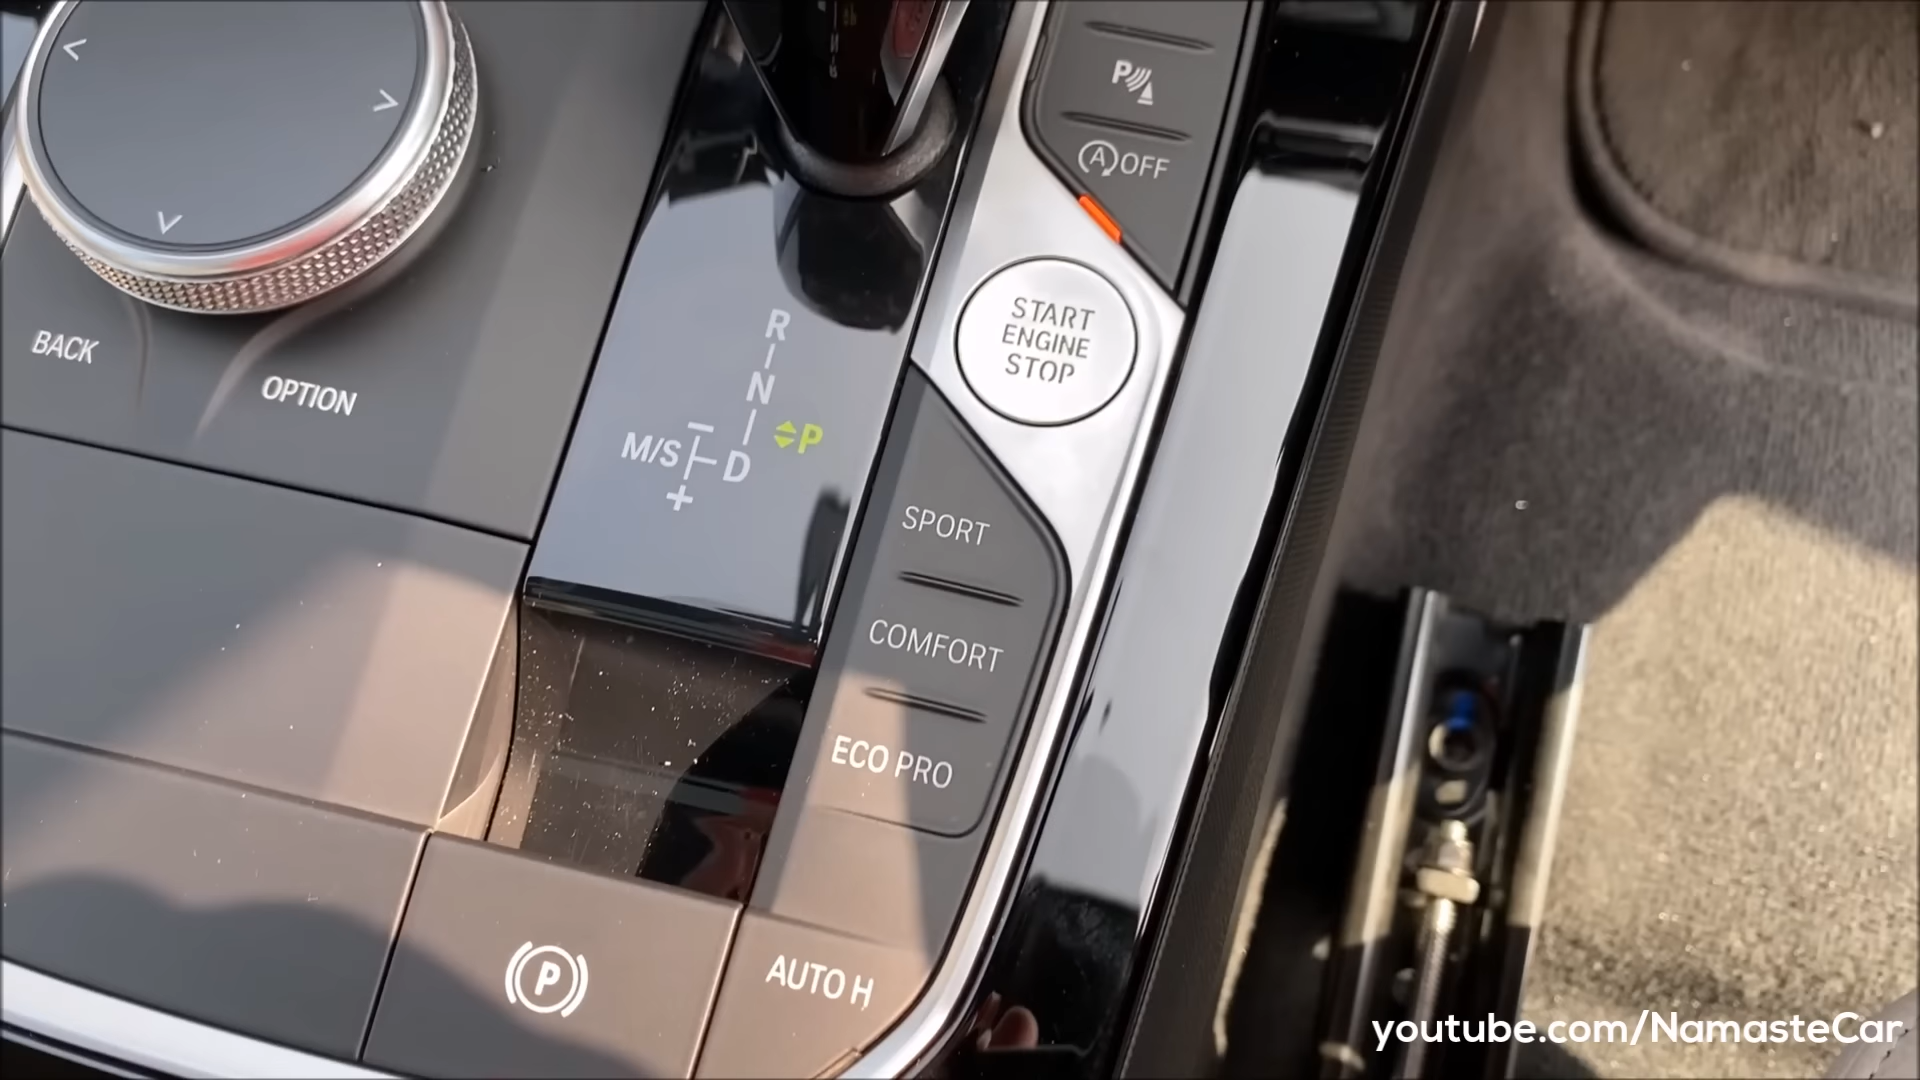 P
A OFF
START
ENGINE
STOP
BACK
OPTION
R
N
M/S
D
P
+
SPORT
COMFORT
ECO PRO
P
AUTO H
youtube.com/NamasteCar